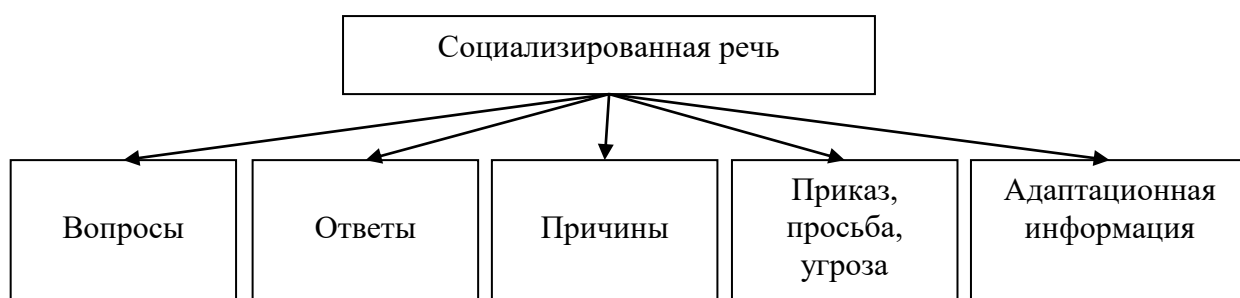 Социализированная речь
Вопросы
Ответы
Причины
Приказ,
просьба,
угроза
Адаптационная
информация